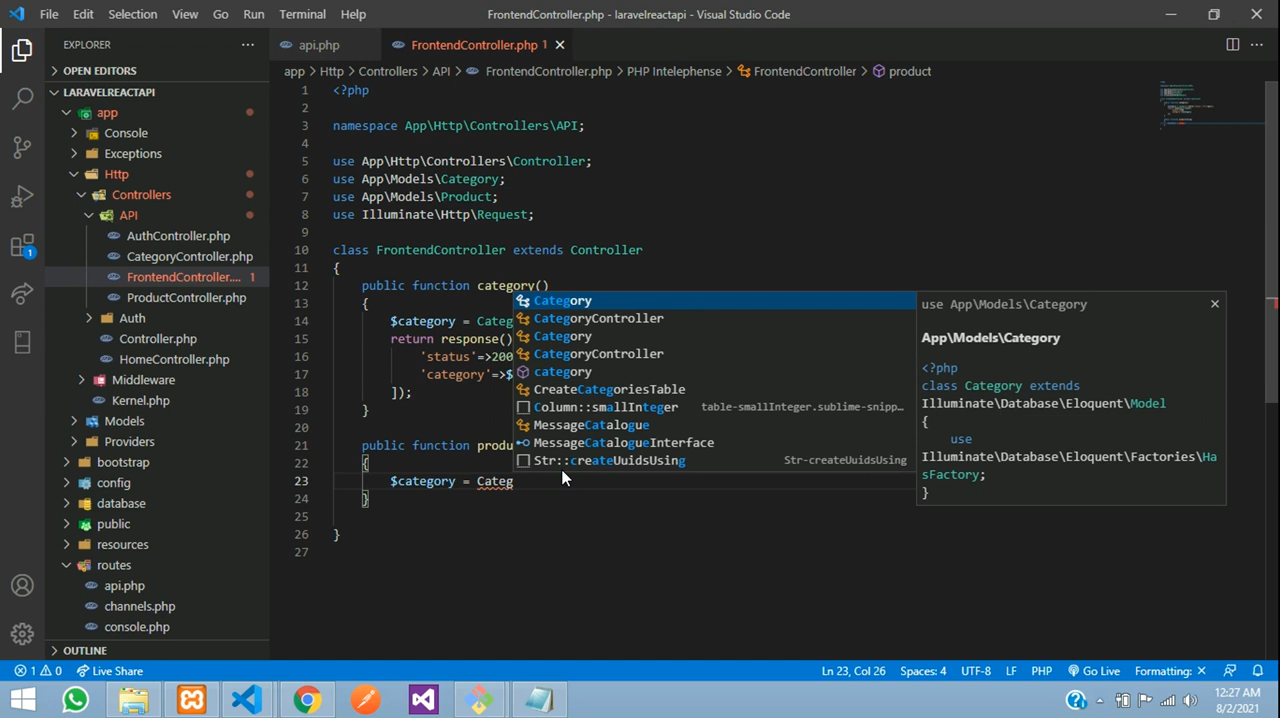 File Edit Selection View Go Run Terminal Help FrontendController.php - laravelreactapi - Visual Studio Code
EXPLORER
OPEN EDITORS
LARAVELREACTAPI
app
Console
Exceptions
Http
Controllers
API
AuthController.php
CategoryController.php
FrontendController.... 1
ProductController.php
Auth
Controller.php
HomeController.php
Middleware
Kernel.php
Models
Providers
bootstrap
config
database
public
resources
routes
api.php
channels.php
console.php
OUTLINE
api.php FrontendController.php 1
app > Http > Controllers > API > FrontendController.php > PHP Intelephense > FrontendController > product
1 <?php
2
3 namespace App\Http\Controllers\API;
4
5 use App\Http\Controllers\Controller;
6 use App\Models\Category;
7 use App\Models\Product;
8 use Illuminate\Http\Request;
9
10 class FrontendController extends Controller
11 {
12 public function category()
13 {
14 $category = Categ
15 return response()
16 'status'=>200
17 'category'=>$
18 ]);
19 }
20
21 public function produ
22 {
23 $category = Categ
24 }
25
26 }
27
Category
CategoryController
Category
CategoryController
category
CreateCategoriesTable
Column::smallInteger table-smallInteger.sublime-snipp…
MessageCatalogue
MessageCatalogueInterface
Str::createUuidsUsing Str-createUuidsUsing
use App\Models\Category
App\Models\Category
<?php
class Category extends
Illuminate\Database\Eloquent\Model
{
use
Illuminate\Database\Eloquent\Factories\Ha
sFactory;
}
1 0 Live Share Ln 23, Col 26 Spaces: 4 UTF-8 LF PHP Go Live Formatting: ×
12:27 AM
8/2/2021